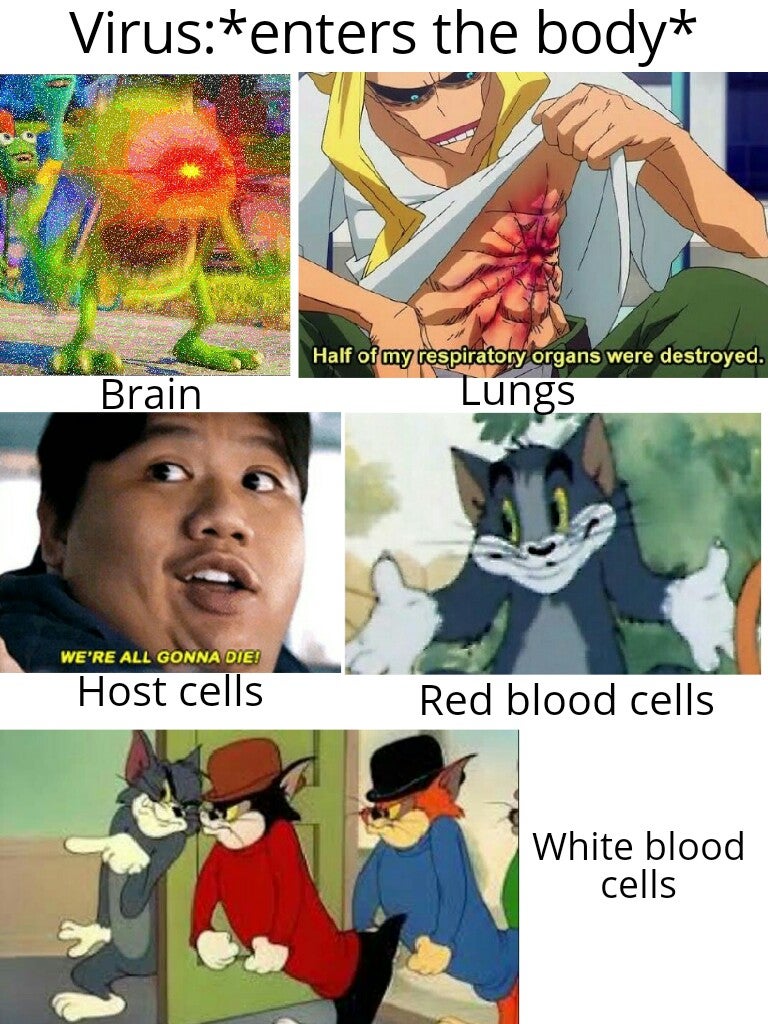 Virus:*enters the body*
Half of my respiratory organs were destroyed.
Brain
Lungs
WE'RE ALL GONNA DIE!
Host cells
Red blood cells
White blood
cells